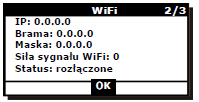 WiFi 2/3
IP: 0.0.0.0
Brama: 0.0.0.0
Maska: 0.0.0.0
Siła sygnału WiFi: 0
Status: rozłączone
OK